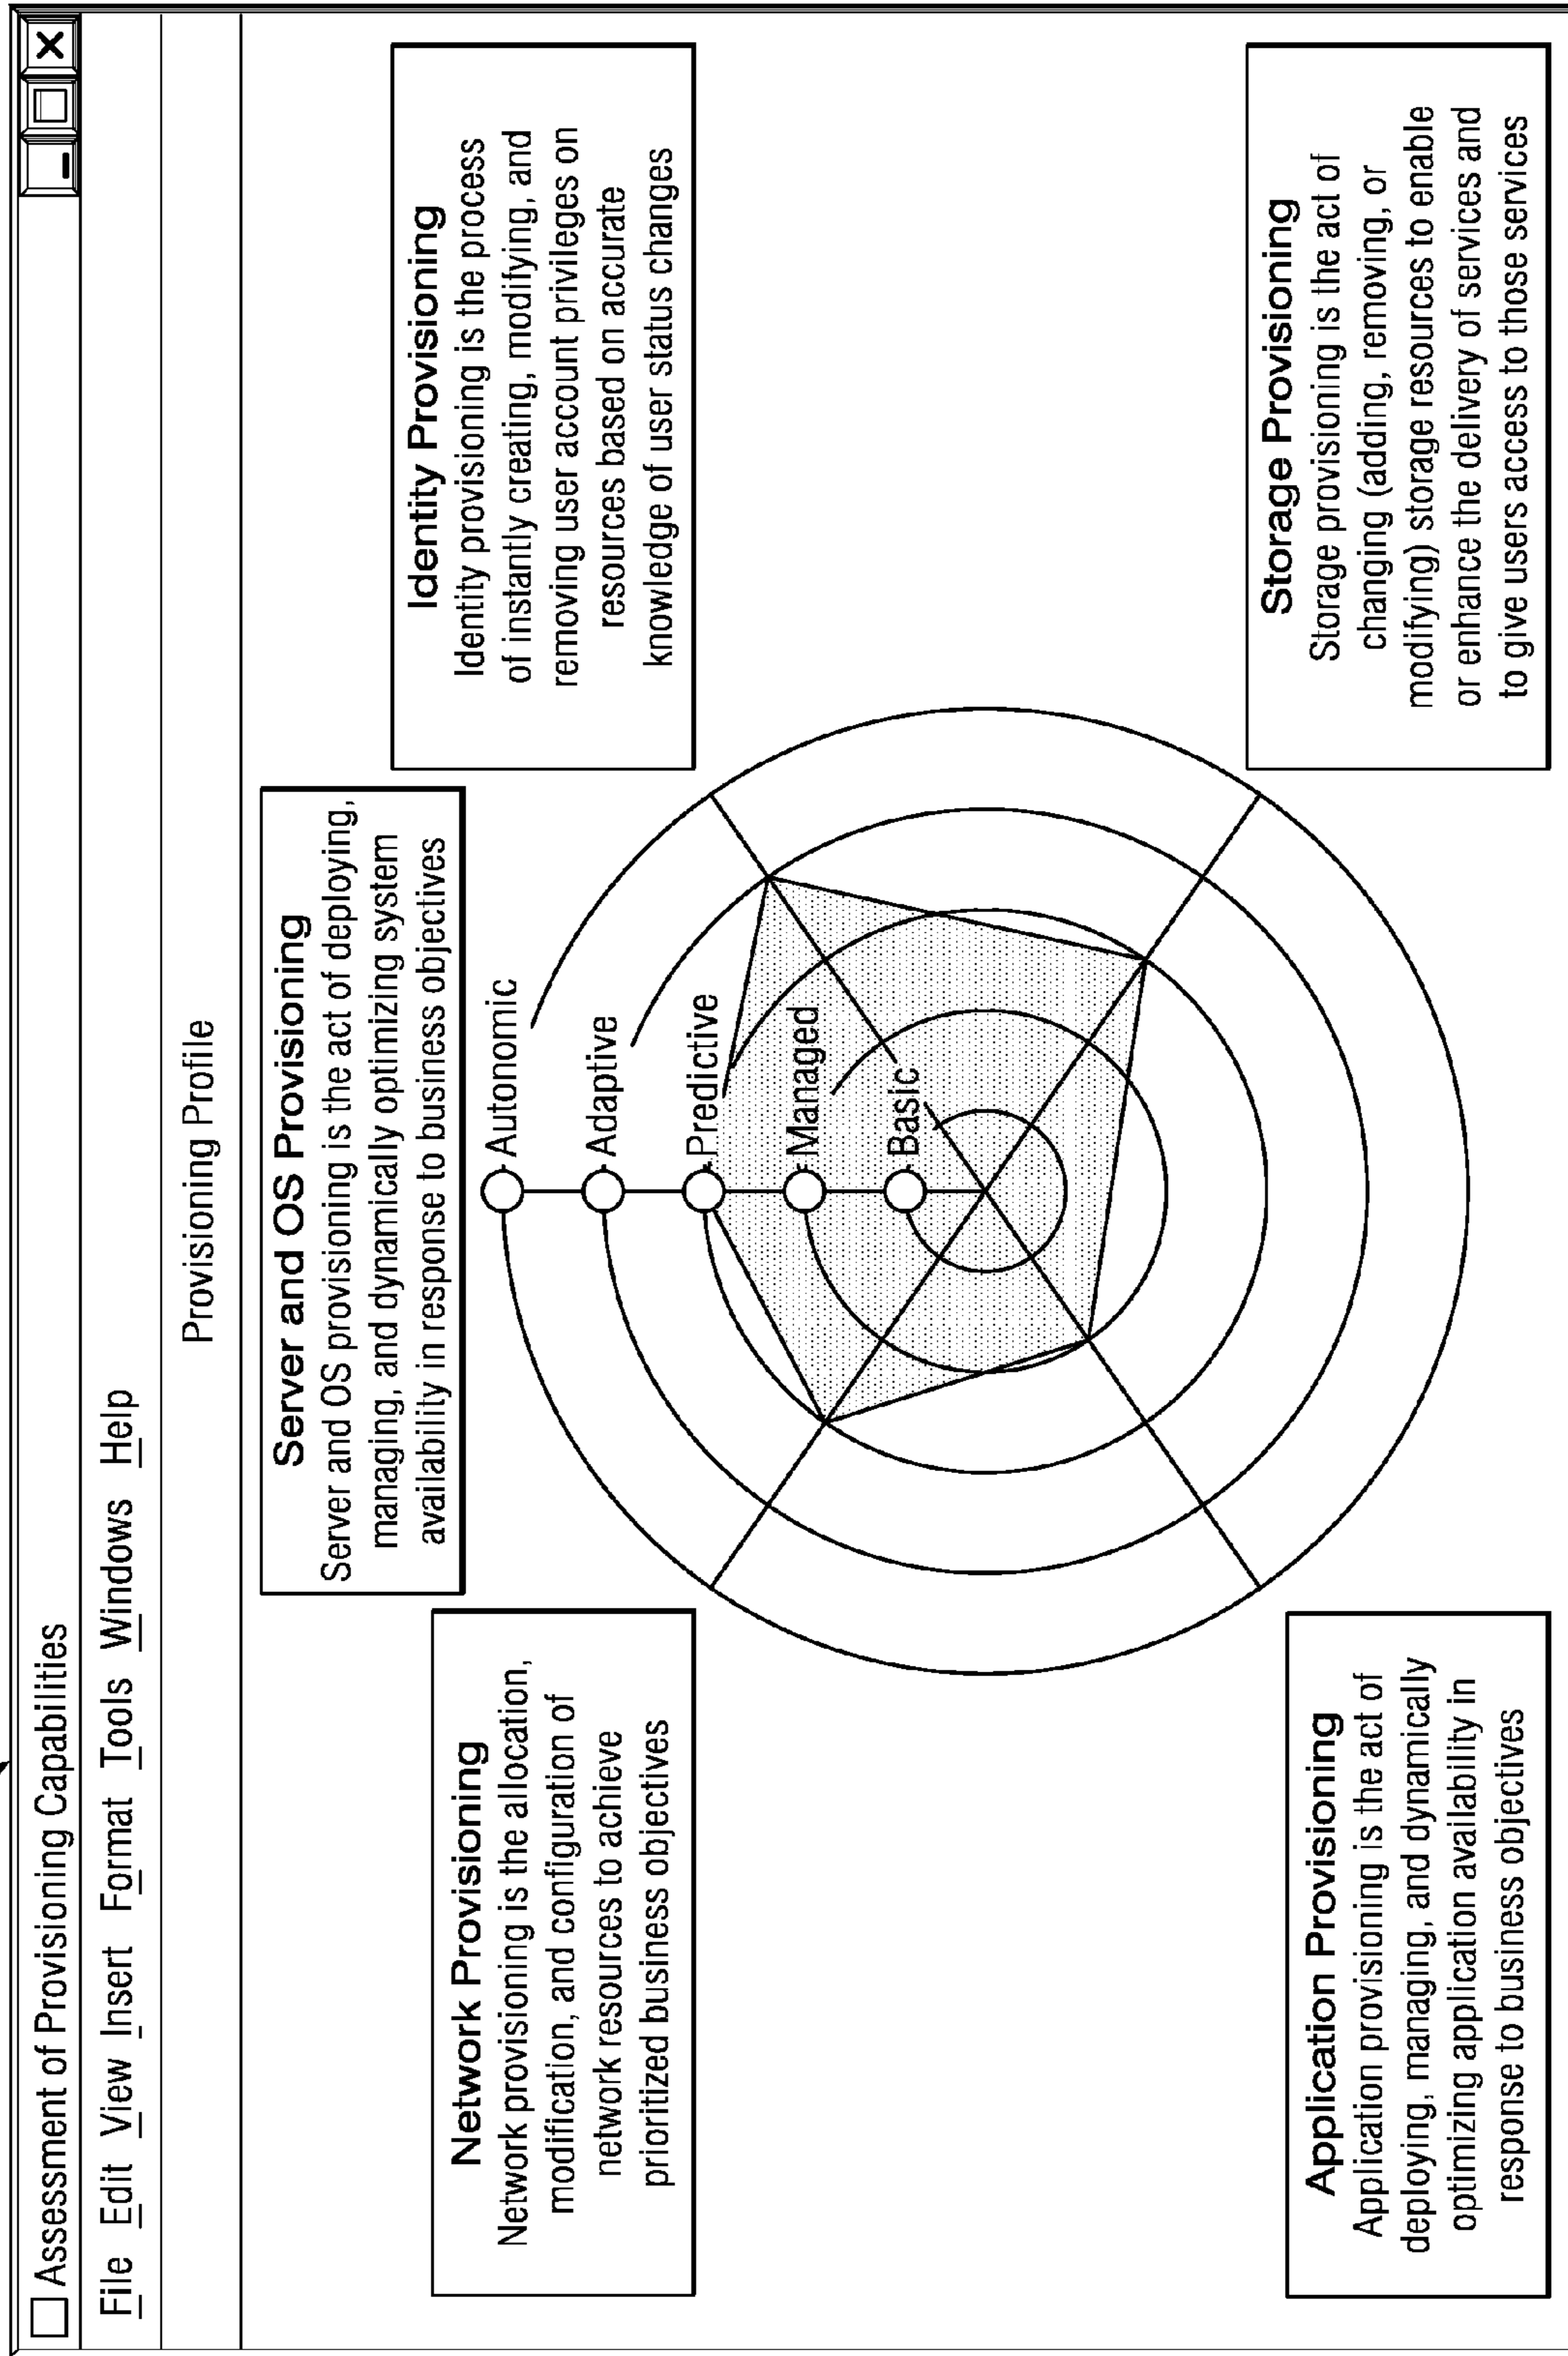 Assessment of Provisioning Capabilities
File Edit View Insert Format Tools Windows Help
Provisioning Profile
Server and OS Provisioning
Server and OS provisioning is the act of deploying,
managing, and dynamically optimizing system
availability in response to business objectives
Network Provisioning
Network provisioning is the allocation,
modification, and configuration of
network resources to achieve
prioritized business objectives
Identity Provisioning
Identity provisioning is the process
of instantly creating, modifying, and
removing user account privileges on
resources based on accurate
knowledge of user status changes
Autonomic
Adaptive
Predictive
Managed
Basic
Application Provisioning
Application provisioning is the act of
deploying, managing, and dynamically
optimizing application availability in
response to business objectives
Storage Provisioning
Storage provisioning is the act of
changing (adding, removing, or
modifying) storage resources to enable
or enhance the delivery of services and
to give users access to those services